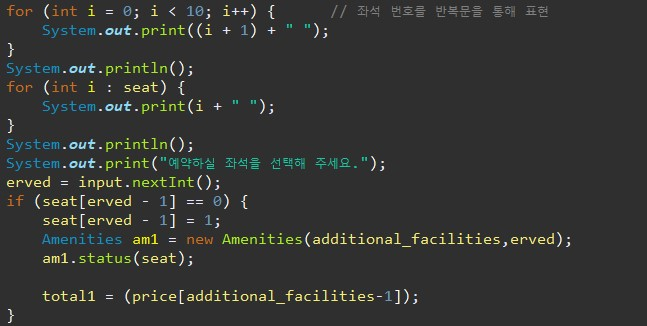 for (int i = 0; i < 10; i++) {       // 좌석 번호를 반복문을 통해 표현
    System.out.print((i + 1) + " ");
}
System.out.println();
for (int i : seat) {
    System.out.print(i + " ");
}
System.out.println();
System.out.print("예약하실 좌석을 선택해 주세요.");
erved = input.nextInt();
if (seat[erved - 1] == 0) {
    seat[erved - 1] = 1;
    Amenities am1 = new Amenities(additional_facilities,erved);
    am1.status(seat);

    total1 = (price[additional_facilities-1]);
}